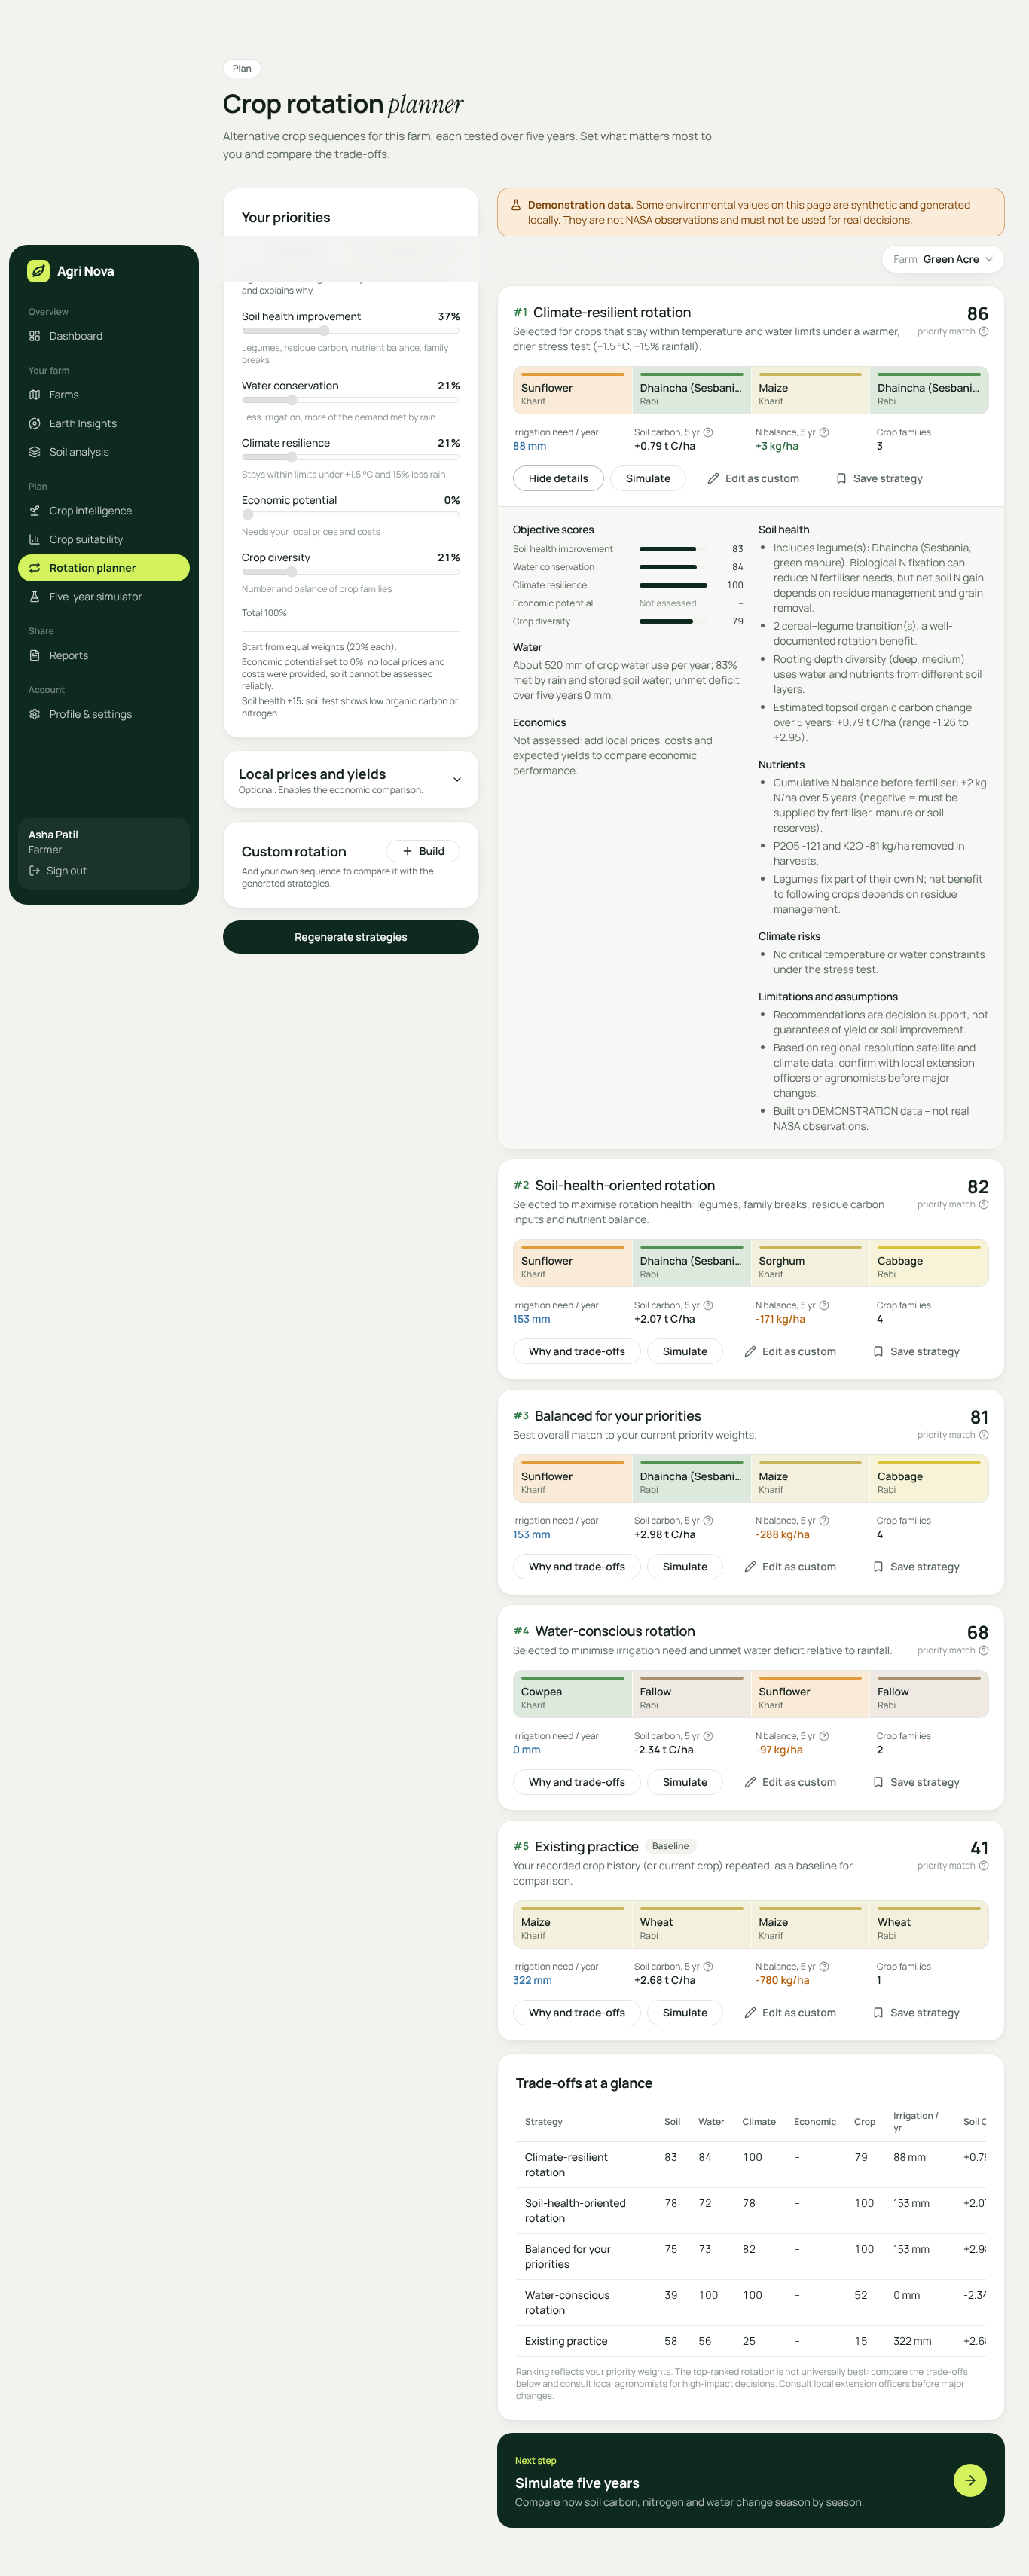 Plan
Crop rotation planner
Alternative crop sequences for this farm, each tested over five years. Set what matters most to
you and compare the trade-offs.
Agri Nova
Overview
Dashboard
Your farm
Farms
Earth Insights
Soil analysis
Plan
Crop intelligence
Crop suitability
Rotation planner
Five-year simulator
Share
Reports
Account
Profile & settings
Asha Patil
Farmer
Sign out
Your priorities
and explains why.
Soil health improvement 37%
Legumes, residue carbon, nutrient balance, family
breaks
Water conservation 21%
Less irrigation, more of the demand met by rain
Climate resilience 21%
Stays within limits under +1.5 °C and 15% less rain
Economic potential 0%
Needs your local prices and costs
Crop diversity 21%
Number and balance of crop families
Total 100%
Start from equal weights (20% each).
Economic potential set to 0%: no local prices and
costs were provided, so it cannot be assessed
reliably.
Soil health +15: soil test shows low organic carbon or
nitrogen.
Local prices and yields
Optional. Enables the economic comparison.
Custom rotation
Build
Add your own sequence to compare it with the
generated strategies.
Regenerate strategies
Demonstration data. Some environmental values on this page are synthetic and generated
locally. They are not NASA observations and must not be used for real decisions.
Farm Green Acre
#1 Climate-resilient rotation 86
Selected for crops that stay within temperature and water limits under a warmer, priority match
drier stress test (+1.5 °C, −15% rainfall).
Sunflower Dhaincha (Sesbani... Maize Dhaincha (Sesbani...
Kharif Rabi Kharif Rabi
Irrigation need / year Soil carbon, 5 yr N balance, 5 yr Crop families
88 mm +0.79 t C/ha +3 kg/ha 3
Hide details Simulate Edit as custom Save strategy
Objective scores
Soil health improvement 83
Water conservation 84
Climate resilience 100
Economic potential Not assessed –
Crop diversity 79
Water
About 520 mm of crop water use per year; 83%
met by rain and stored soil water; unmet deficit
over five years 0 mm.
Economics
Not assessed: add local prices, costs and
expected yields to compare economic
performance.
Soil health
Includes legume(s): Dhaincha (Sesbania,
green manure). Biological N fixation can
reduce N fertiliser needs, but net soil N gain
depends on residue management and grain
removal.
2 cereal–legume transition(s), a well-
documented rotation benefit.
Rooting depth diversity (deep, medium)
uses water and nutrients from different soil
layers.
Estimated topsoil organic carbon change
over 5 years: +0.79 t C/ha (range -1.26 to
+2.95).
Nutrients
Cumulative N balance before fertiliser: +2 kg
N/ha over 5 years (negative = must be
supplied by fertiliser, manure or soil
reserves).
P2O5 -121 and K2O -81 kg/ha removed in
harvests.
Legumes fix part of their own N; net benefit
to following crops depends on residue
management.
Climate risks
No critical temperature or water constraints
under the stress test.
Limitations and assumptions
Recommendations are decision support, not
guarantees of yield or soil improvement.
Based on regional-resolution satellite and
climate data; confirm with local extension
officers or agronomists before major
changes.
Built on DEMONSTRATION data – not real
NASA observations.
#2 Soil-health-oriented rotation 82
Selected to maximise rotation health: legumes, family breaks, residue carbon priority match
inputs and nutrient balance.
Sunflower Dhaincha (Sesbani... Sorghum Cabbage
Kharif Rabi Kharif Rabi
Irrigation need / year Soil carbon, 5 yr N balance, 5 yr Crop families
153 mm +2.07 t C/ha -171 kg/ha 4
Why and trade-offs Simulate Edit as custom Save strategy
#3 Balanced for your priorities 81
Best overall match to your current priority weights. priority match
Sunflower Dhaincha (Sesbani... Maize Cabbage
Kharif Rabi Kharif Rabi
Irrigation need / year Soil carbon, 5 yr N balance, 5 yr Crop families
153 mm +2.98 t C/ha -288 kg/ha 4
Why and trade-offs Simulate Edit as custom Save strategy
#4 Water-conscious rotation 68
Selected to minimise irrigation need and unmet water deficit relative to rainfall. priority match
Cowpea Fallow Sunflower Fallow
Kharif Rabi Kharif Rabi
Irrigation need / year Soil carbon, 5 yr N balance, 5 yr Crop families
0 mm -2.34 t C/ha -97 kg/ha 2
Why and trade-offs Simulate Edit as custom Save strategy
#5 Existing practice Baseline 41
Your recorded crop history (or current crop) repeated, as a baseline for priority match
comparison.
Maize Wheat Maize Wheat
Kharif Rabi Kharif Rabi
Irrigation need / year Soil carbon, 5 yr N balance, 5 yr Crop families
322 mm +2.68 t C/ha -780 kg/ha 1
Why and trade-offs Simulate Edit as custom Save strategy
Trade-offs at a glance
Strategy Soil Water Climate Economic Crop Irrigation / Soil C
yr
Climate-resilient 83 84 100 – 79 88 mm +0.79
rotation
Soil-health-oriented 78 72 78 – 100 153 mm +2.07
rotation
Balanced for your 75 73 82 – 100 153 mm +2.98
priorities
Water-conscious 39 100 100 – 52 0 mm -2.34
rotation
Existing practice 58 56 25 – 15 322 mm +2.68
Ranking reflects your priority weights. The top-ranked rotation is not universally best: compare the trade-offs
below and consult local agronomists for high-impact decisions. Consult local extension officers before major
changes.
Next step
Simulate five years
Compare how soil carbon, nitrogen and water change season by season.